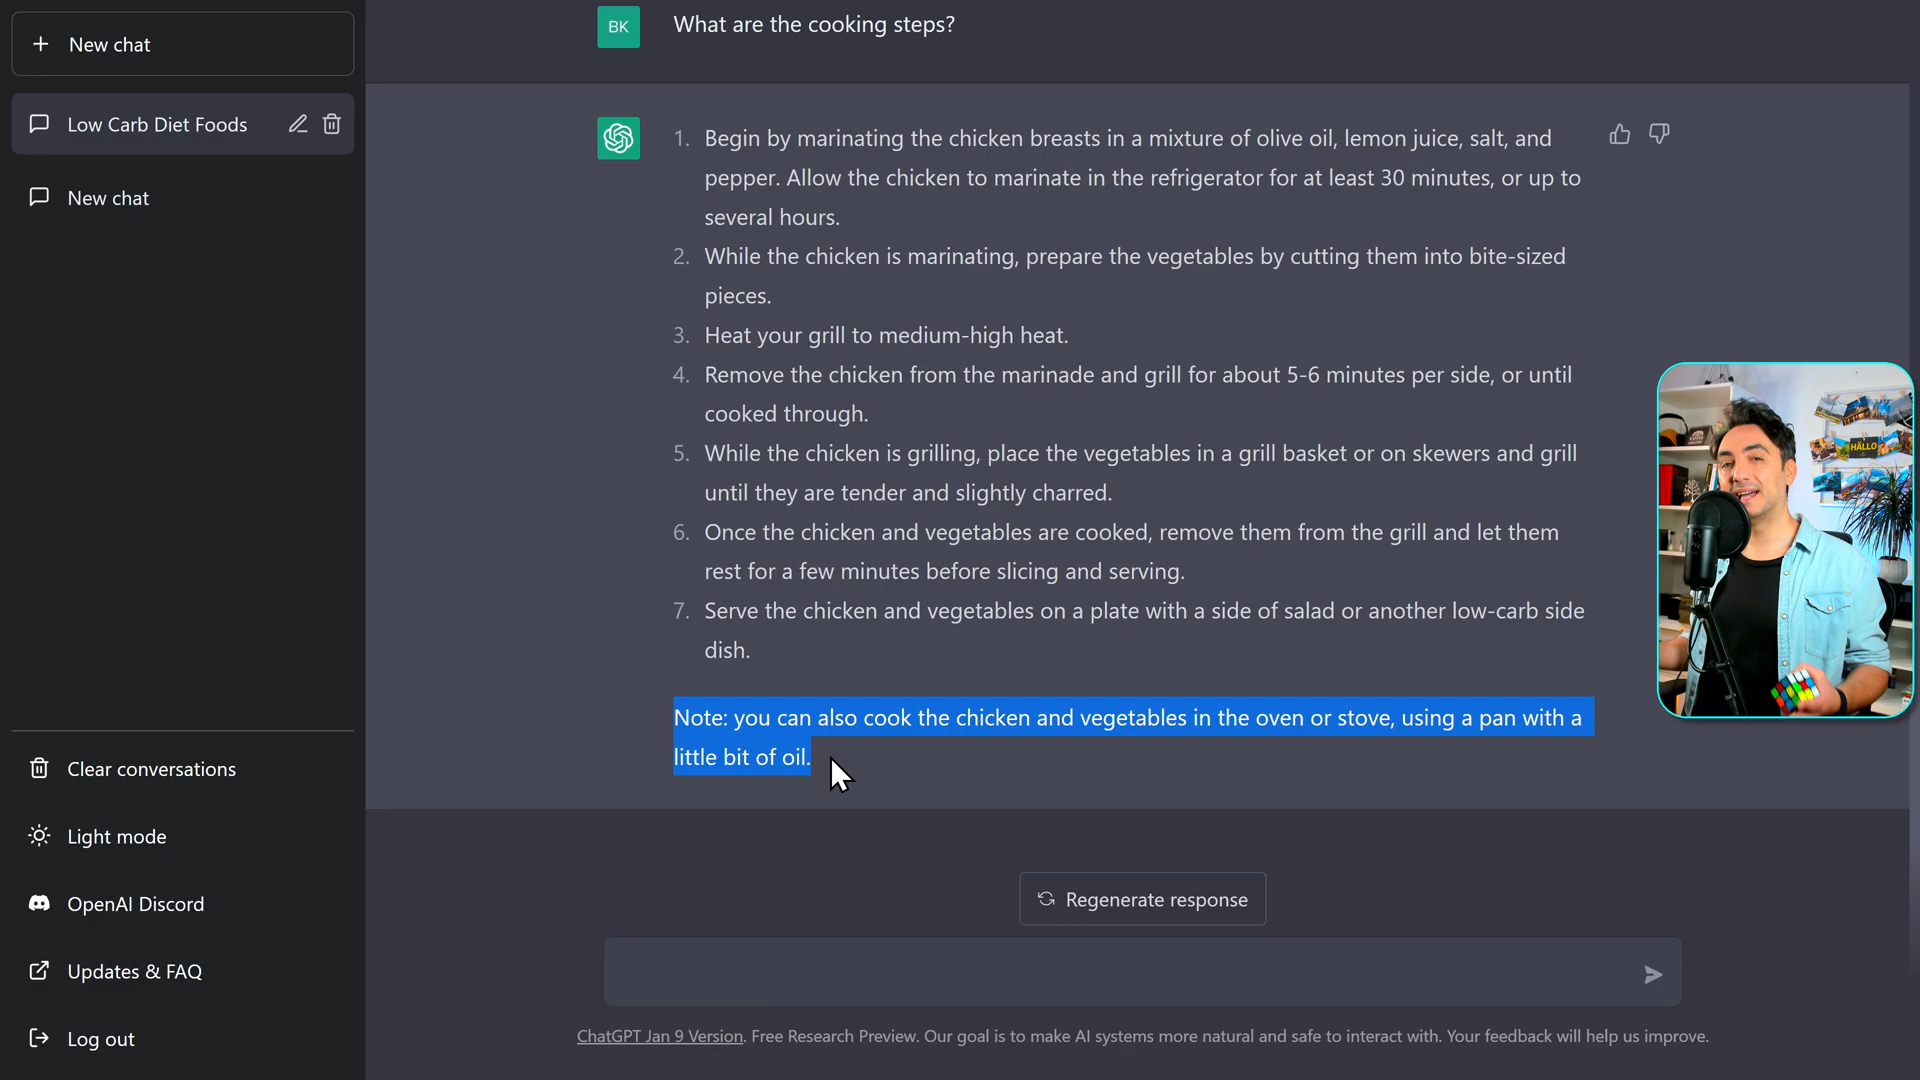 New chat
Low Carb Diet Foods
New chat
Clear conversations
Light mode
OpenAI Discord
Updates & FAQ
Log out
BK
What are the cooking steps?
1. Begin by marinating the chicken breasts in a mixture of olive oil, lemon juice, salt, and
pepper. Allow the chicken to marinate in the refrigerator for at least 30 minutes, or up to
several hours.
2. While the chicken is marinating, prepare the vegetables by cutting them into bite-sized
pieces.
3. Heat your grill to medium-high heat.
4. Remove the chicken from the marinade and grill for about 5-6 minutes per side, or until
cooked through.
5. While the chicken is grilling, place the vegetables in a grill basket or on skewers and grill
until they are tender and slightly charred.
6. Once the chicken and vegetables are cooked, remove them from the grill and let them
rest for a few minutes before slicing and serving.
7. Serve the chicken and vegetables on a plate with a side of salad or another low-carb side
dish.
Note: you can also cook the chicken and vegetables in the oven or stove, using a pan with a
little bit of oil.
HALLO
Regenerate response
ChatGPT Jan 9 Version. Free Research Preview. Our goal is to make AI systems more natural and safe to interact with. Your feedback will help us improve.